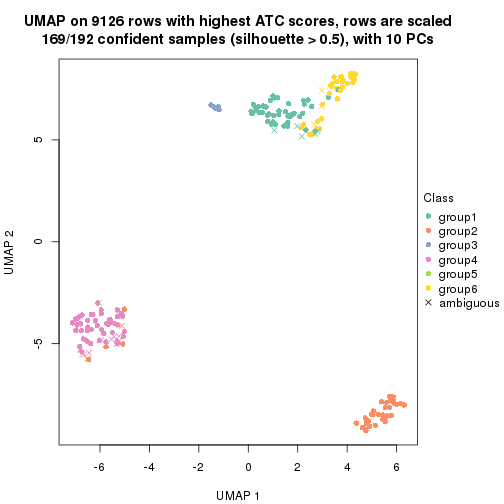 UMAP on 9126 rows with highest ATC scores, rows are scaled
169/192 confident samples (silhouette > 0.5), with 10 PCs
5
0
-5
UMAP 2
-6
-4
-2
0
2
4
6
UMAP 1
Class
group1
group2
group3
group4
group5
group6
ambiguous